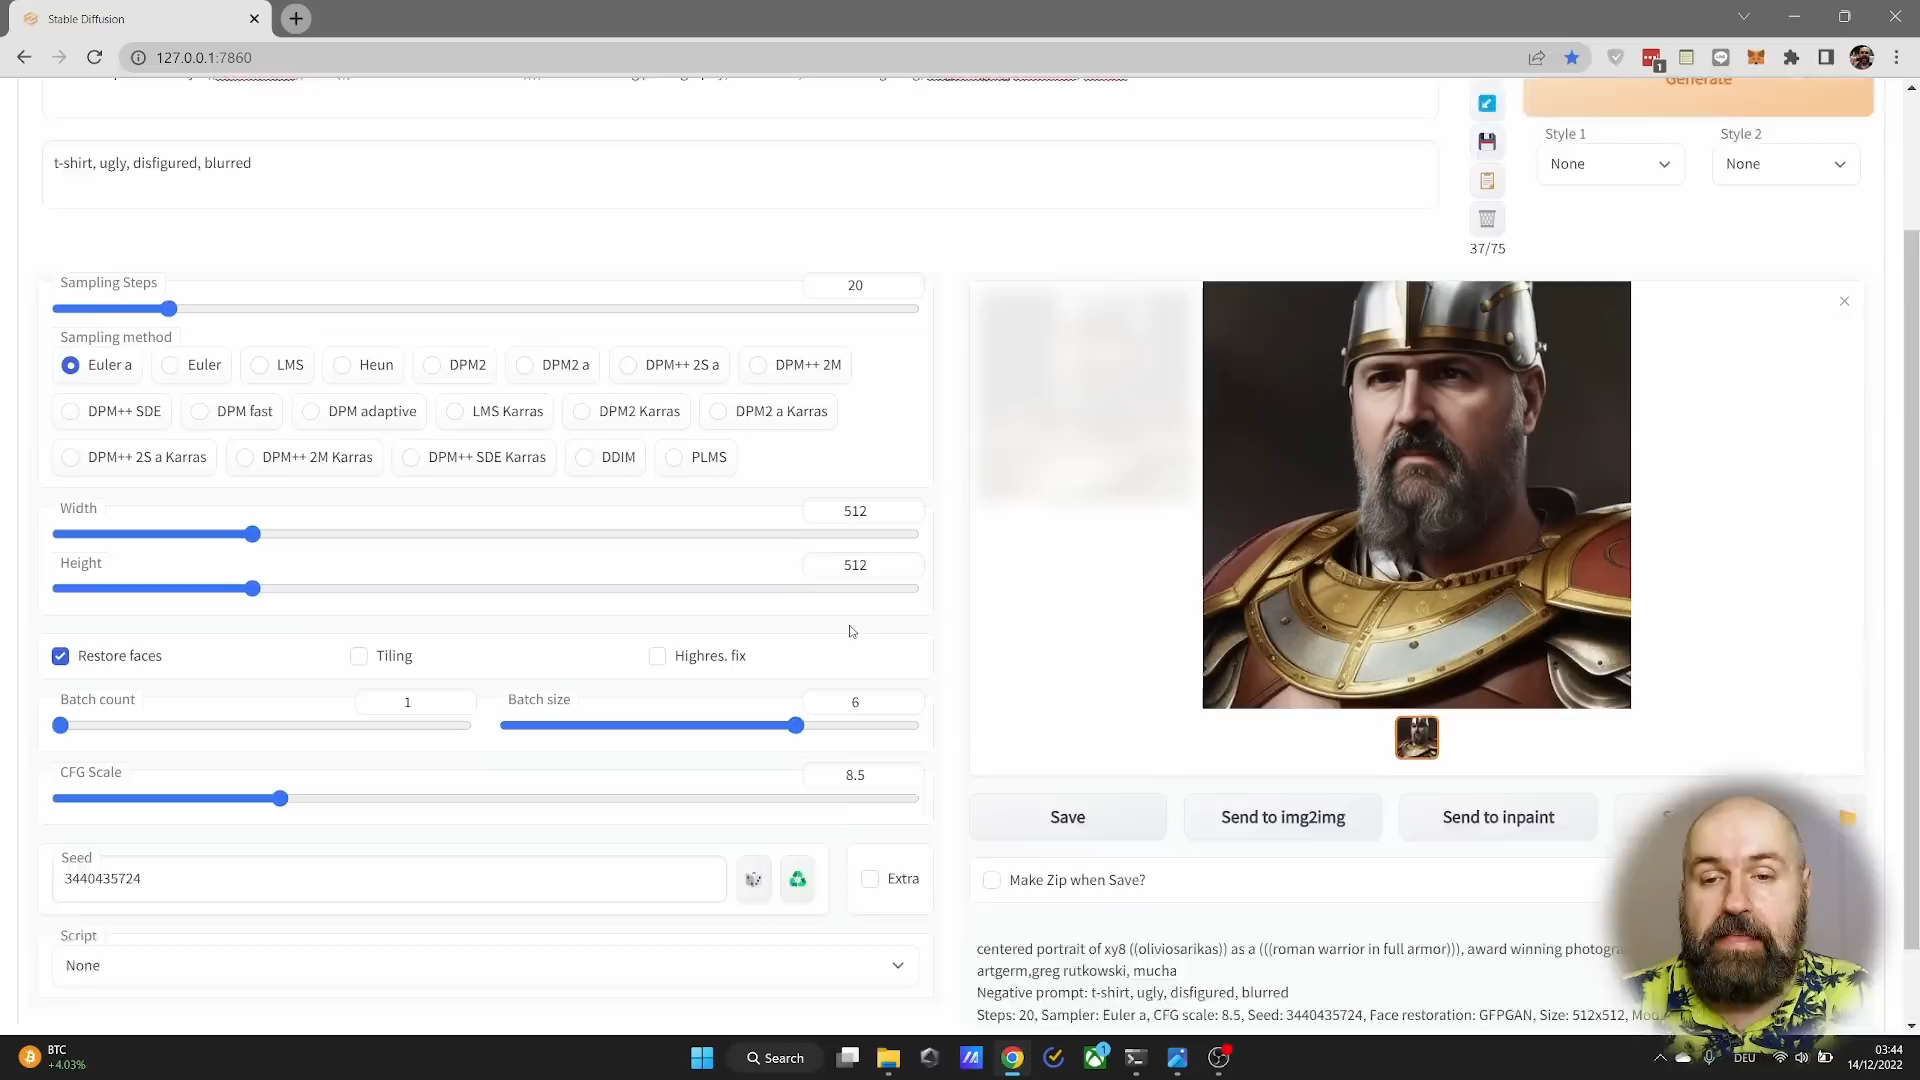 Stable Diffusion
127.0.0.1:7860
1
Generate
t-shirt, ugly, disfigured, blurred
Style 1
Style 2
None
None
37/75
Sampling Steps
20
Sampling method
Euler a
Euler
LMS
Heun
DPM2
DPM2 a
DPM++ 2S a
DPM++ 2M
DPM++ SDE
DPM fast
DPM adaptive
LMS Karras
DPM2 Karras
DPM2 a Karras
DPM++ 2S a Karras
DPM++ 2M Karras
DPM++ SDE Karras
DDIM
PLMS
Width
512
Height
512
Restore faces
Tiling
Highres. fix
Batch count
1
Batch size
6
CFG Scale
8.5
Seed
3440435724
Extra
Script
None
Save
Send to img2img
Send to inpaint
Make Zip when Save?
centered portrait of xy8 ((oliviosarikas)) as a (((roman warrior in full armor))), award winning photogra
artgerm,greg rutkowski, mucha
Negative prompt: t-shirt, ugly, disfigured, blurred
Steps: 20, Sampler: Euler a, CFG scale: 8.5, Seed: 3440435724, Face restoration: GFPGAN, Size: 512x512,
BTC
+4.03%
Search
1
DEU
03:44
14/12/2022